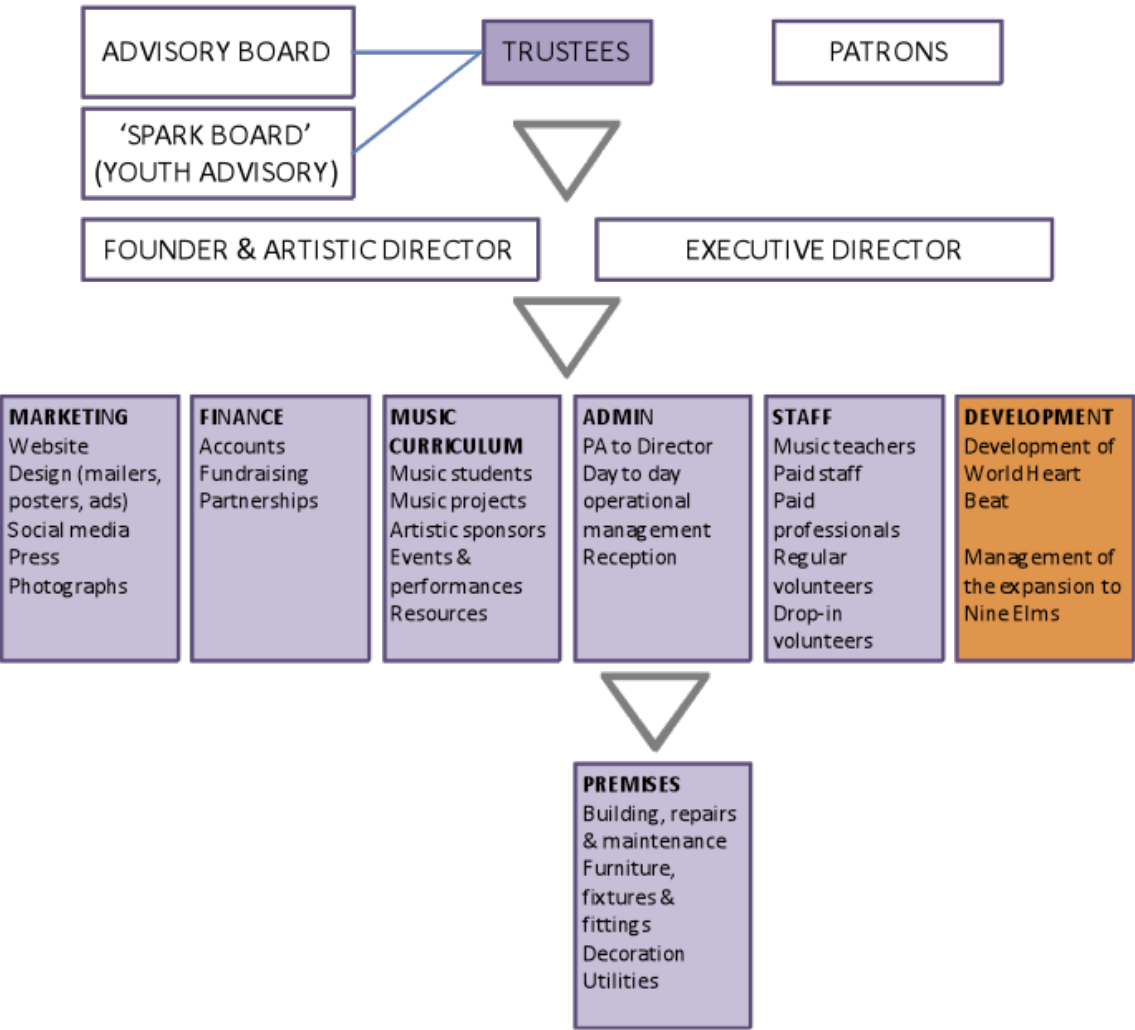 ADVISORY BOARD
TRUSTEES
PATRONS
‘SPARK BOARD’
(YOUTH ADVISORY)
FOUNDER & ARTISTIC DIRECTOR
EXECUTIVE DIRECTOR
MARKETING
Website
Design (mailers,
posters, ads)
Social media
Press
Photographs
FINANCE
Accounts
Fundraising
Partnerships
MUSIC
CURRICULUM
Music students
Music projects
Artistic sponsors
Events &
performances
Resources
ADMIN
PA to Director
Day to day
operational
management
Reception
STAFF
Music teachers
Paid staff
Paid
professionals
Regular
volunteers
Drop-in
volunteers
DEVELOPMENT
Development of
World Heart
Beat
Management of
the expansion to
Nine Elms
PREMISES
Building, repairs
& maintenance
Furniture,
fixtures &
fittings
Decoration
Utilities